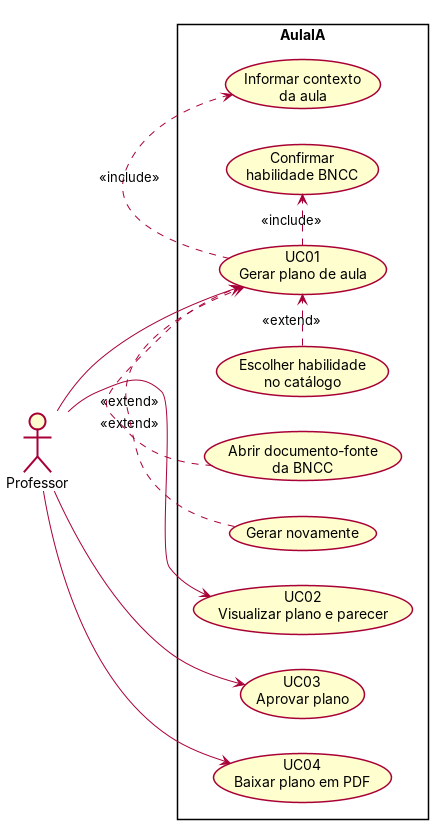 AulaIA
Informar contexto
da aula
Confirmar
habilidade BNCC
«include»
«include»
UC01
Gerar plano de aula
«extend»
Escolher habilidade
no catálogo
«extend»
«extend»
Abrir documento-fonte
da BNCC
Professor
Gerar novamente
UC02
Visualizar plano e parecer
UC03
Aprovar plano
UC04
Baixar plano em PDF